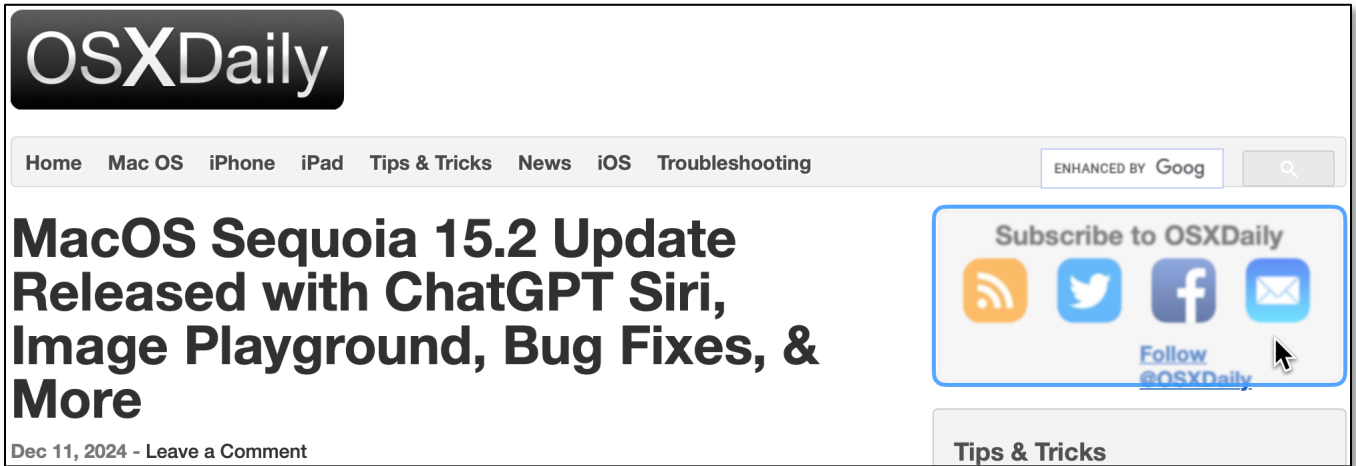 OSXDaily
Home Mac OS iPhone iPad Tips & Tricks News iOS Troubleshooting
ENHANCED BY Goog
MacOS Sequoia 15.2 Update
Released with ChatGPT Siri,
Image Playground, Bug Fixes, &
More
Dec 11, 2024 - Leave a Comment
Subscribe to OSXDaily
Follow
@OSXDaily
Tips & Tricks